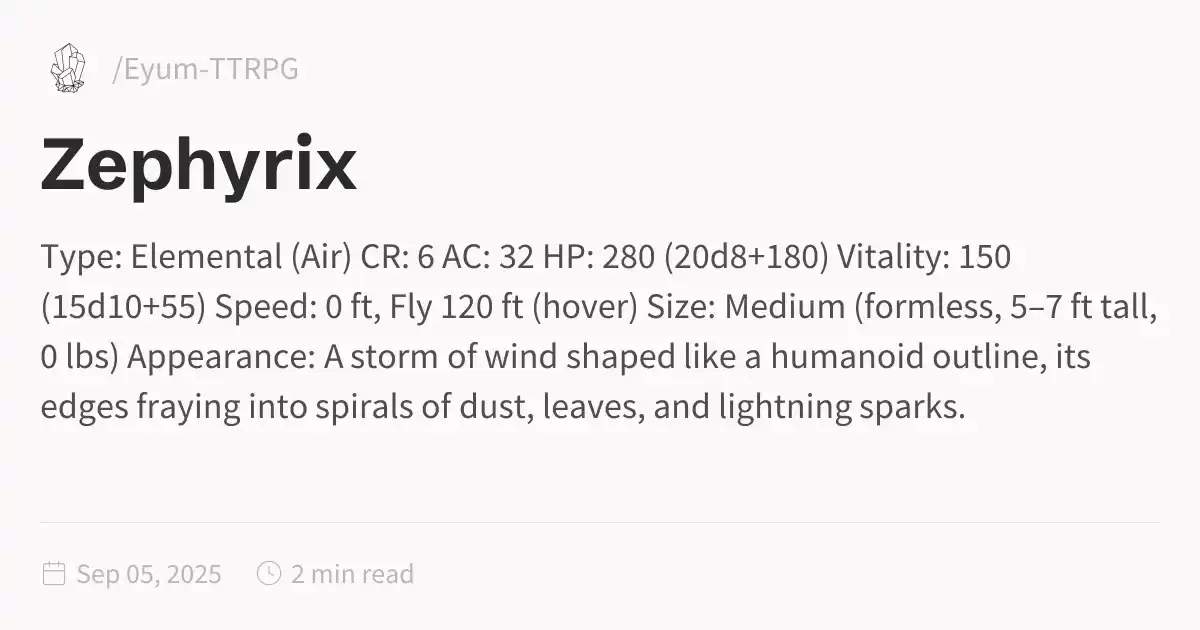 /Eyum-TTRPG
Zephyrix
Type: Elemental (Air) CR: 6 AC: 32 HP: 280 (20d8+180) Vitality: 150
(15d10+55) Speed: 0 ft, Fly 120 ft (hover) Size: Medium (formless, 5–7 ft tall,
0 lbs) Appearance: A storm of wind shaped like a humanoid outline, its
edges fraying into spirals of dust, leaves, and lightning sparks.
Sep 05, 2025 2 min read